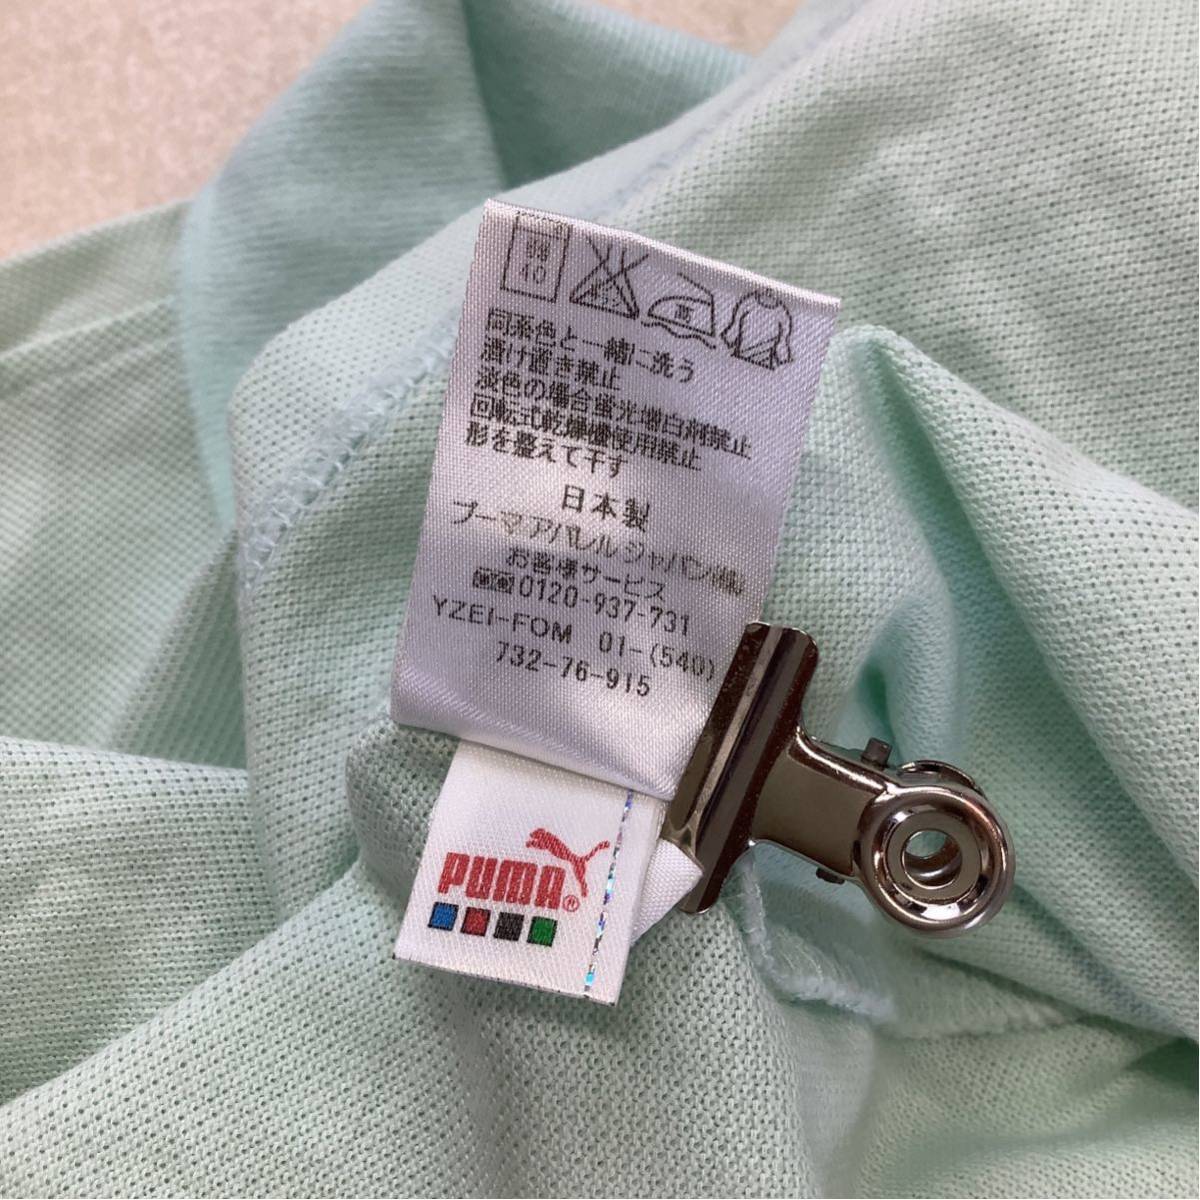 弱
40
同系色と一緒に洗う
漬け置き禁止
淡色の場合蛍光増白剤禁止
回転式乾燥機使用禁止
形を整えて干す
日本製
プーマ アパレル ジャパン㈱
お客様サービス
0120-937-731
YZEI-FOM 01-(540)
732-76-915
PUMA®